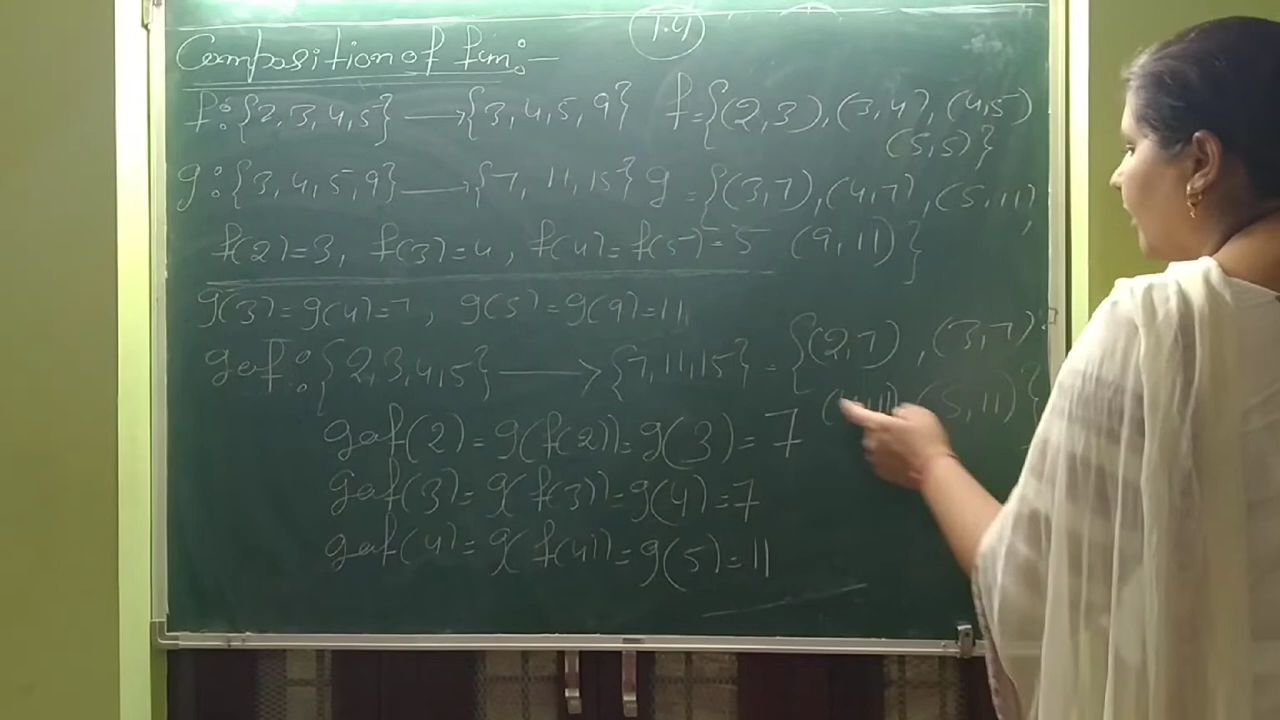 1.4
Composition of fun:-
f:{2,3,4,5} → {3,4,5,9} f={(2,3),(3,4),(4,5)
(5,5)}
g:{3,4,5,9} → {7, 11,15} g={(3,7),(4,7),(5,11),
(9,11)}
f(2)=3, f(3)=4, f(4)=f(5)=5
g(3)=g(4)=7, g(5)=g(9)=11
gof:{2,3,4,5} → {7,11,15} = {(2,7),(3,7)
(5,11)}
gof(2)=g(f(2))=g(3)=7
gof(3)=g(f(3))=g(4)=7
gof(4)=g(f(4))=g(5)=11